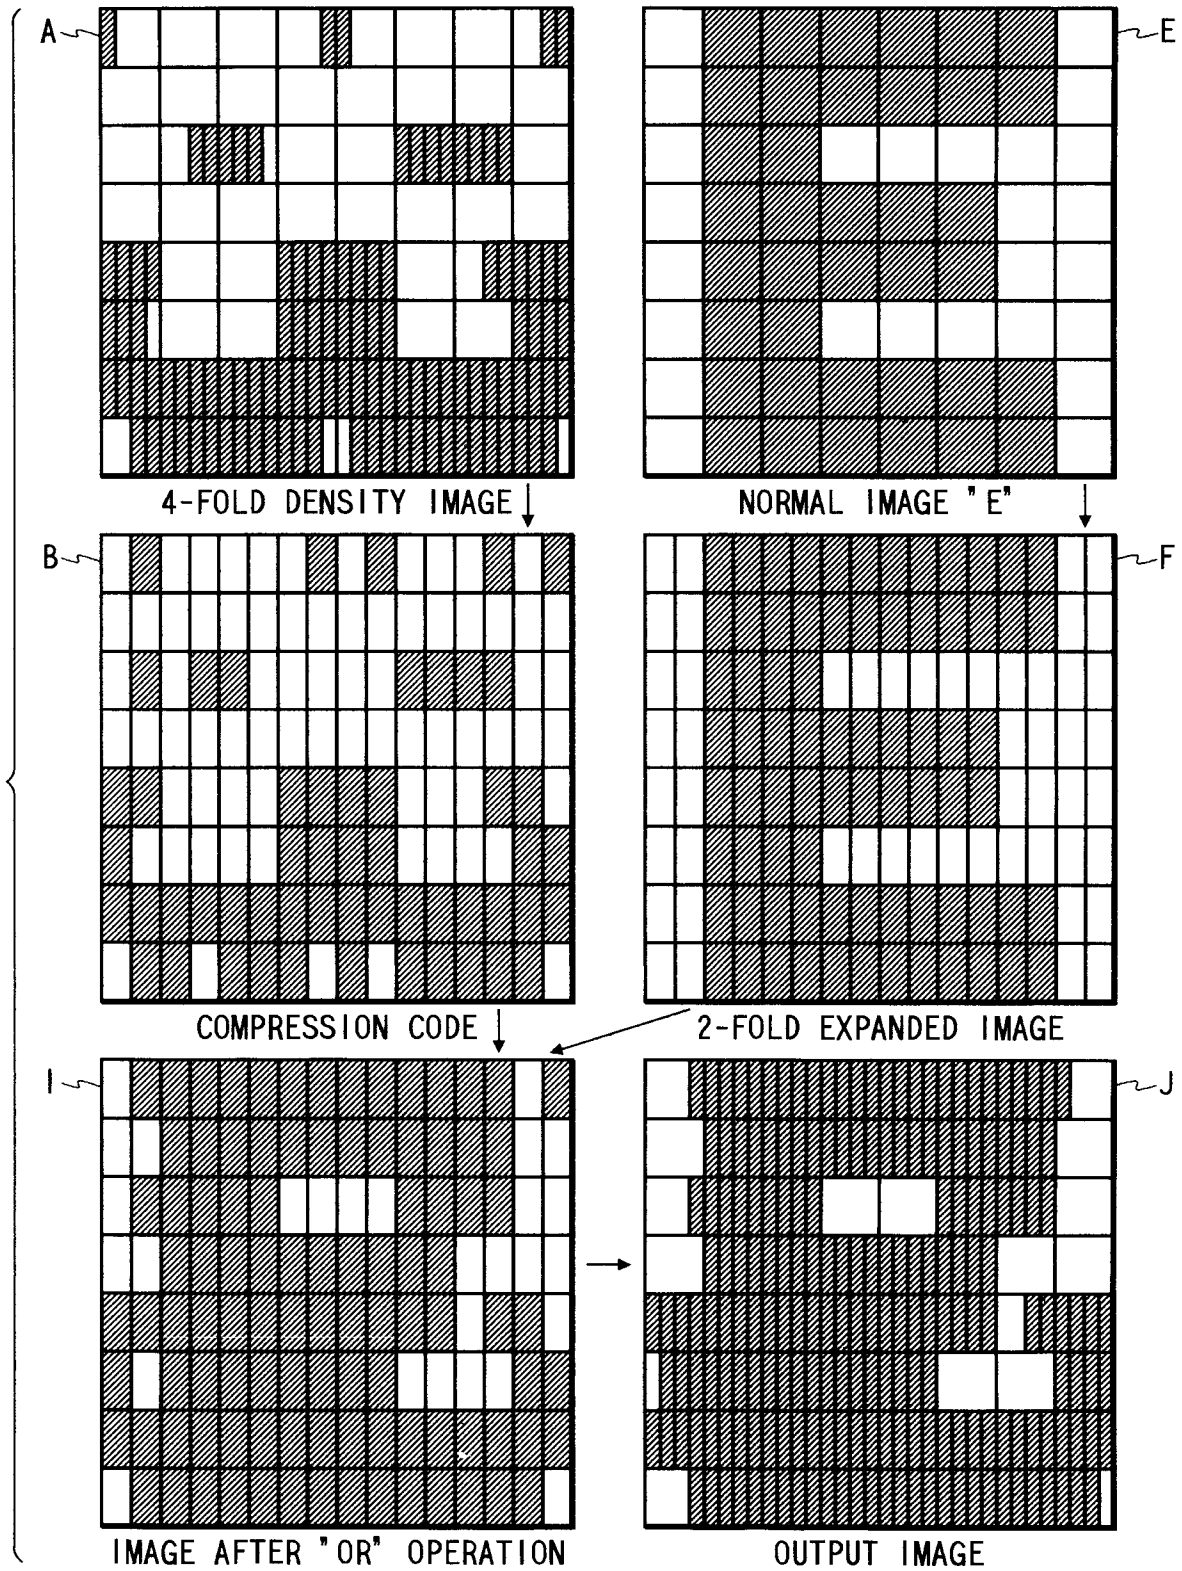 A
E
4-FOLD DENSITY IMAGE
NORMAL IMAGE "E"
B
F
COMPRESSION CODE
2-FOLD EXPANDED IMAGE
I
J
IMAGE AFTER "OR" OPERATION
OUTPUT IMAGE